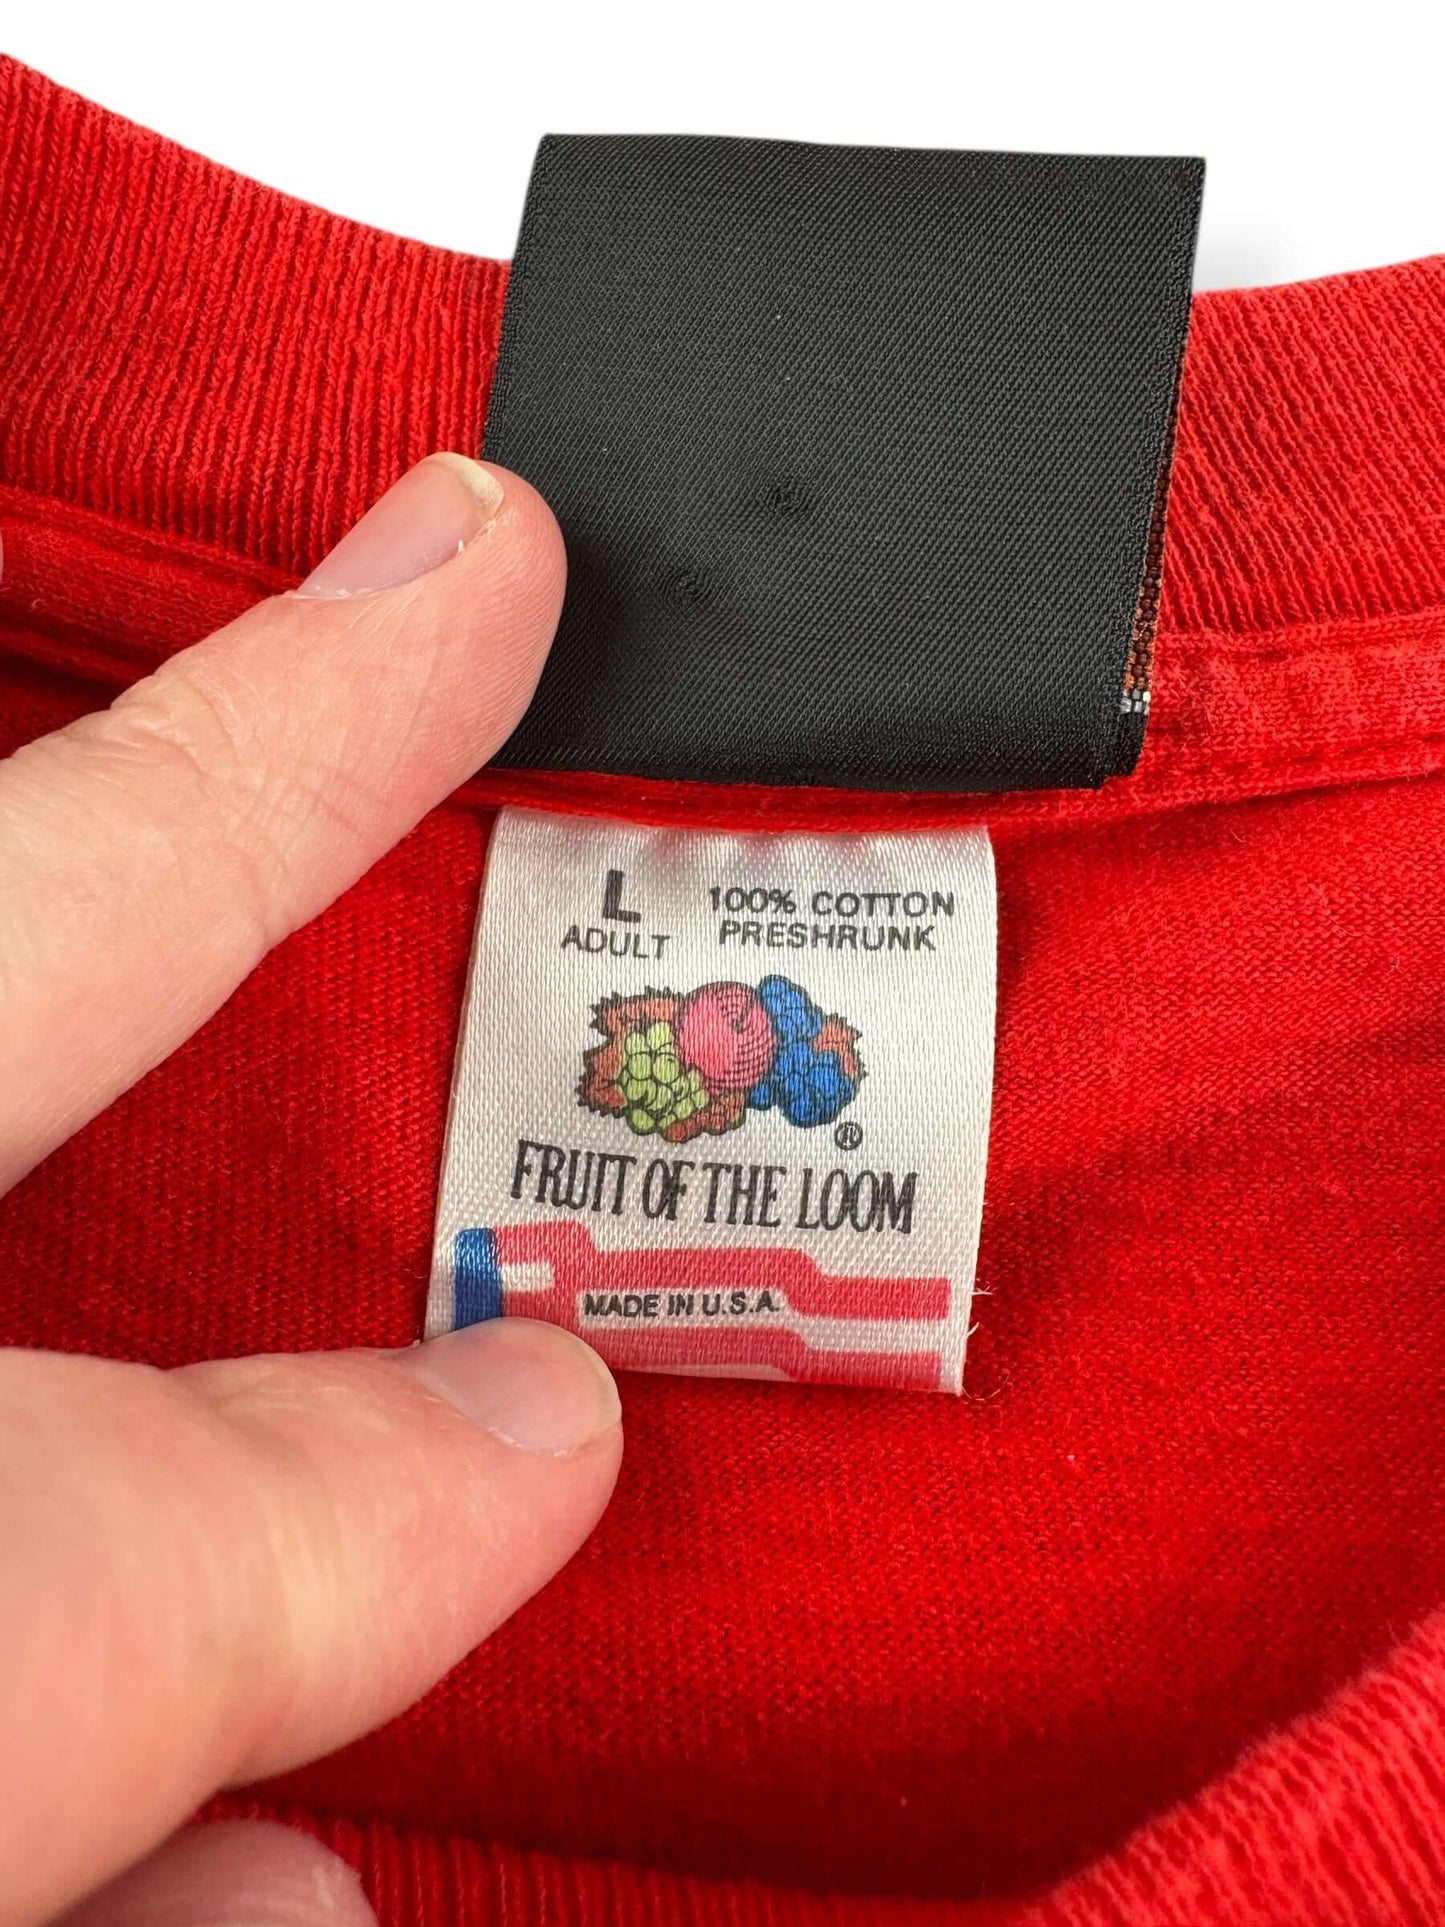 L 100% COTTON
ADULT PRESHRUNK
®
FRUIT OF THE LOOM
MADE IN U.S.A.